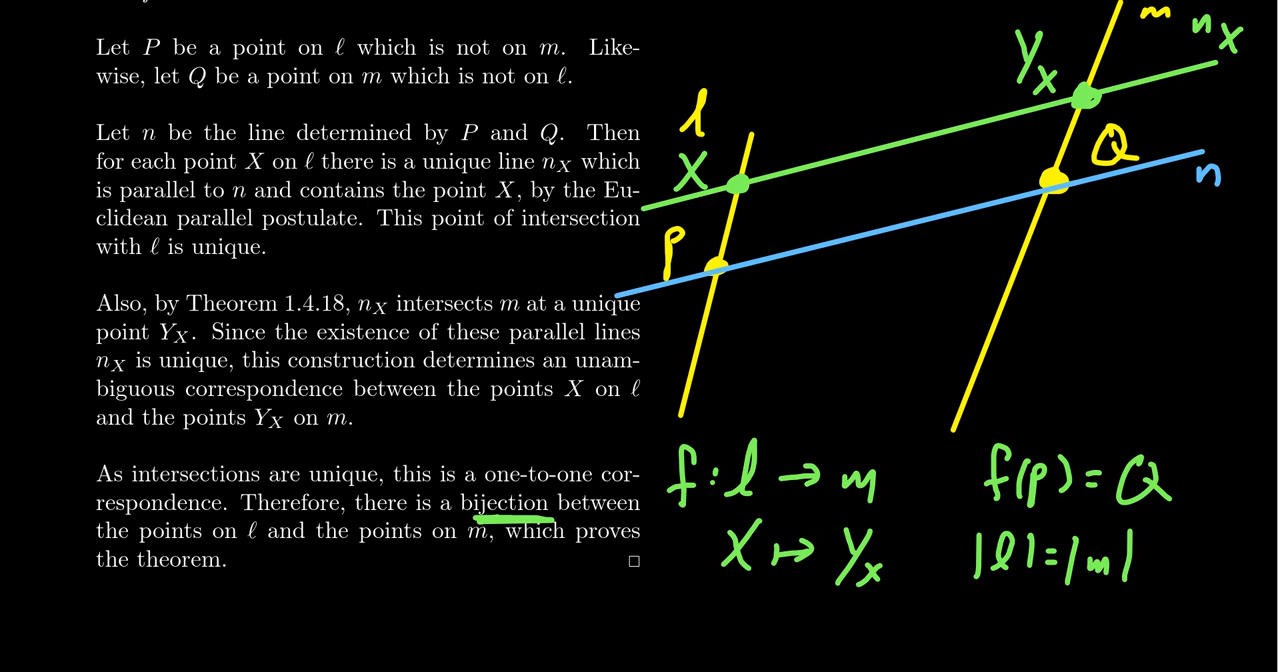 Let P be a point on ℓ which is not on m. Like-
wise, let Q be a point on m which is not on ℓ.
Let n be the line determined by P and Q. Then
for each point X on ℓ there is a unique line n_X which
is parallel to n and contains the point X, by the Eu-
clidean parallel postulate. This point of intersection
with ℓ is unique.
Also, by Theorem 1.4.18, n_X intersects m at a unique
point Y_X. Since the existence of these parallel lines
n_X is unique, this construction determines an unam-
biguous correspondence between the points X on ℓ
and the points Y_X on m.
As intersections are unique, this is a one-to-one cor-
respondence. Therefore, there is a bijection between
the points on ℓ and the points on m, which proves
the theorem. □
m
n_X
Y_X
ℓ
X
Q
n
P
f : ℓ → m
f(P) = Q
X ↦ Y_X
|ℓ| = |m|